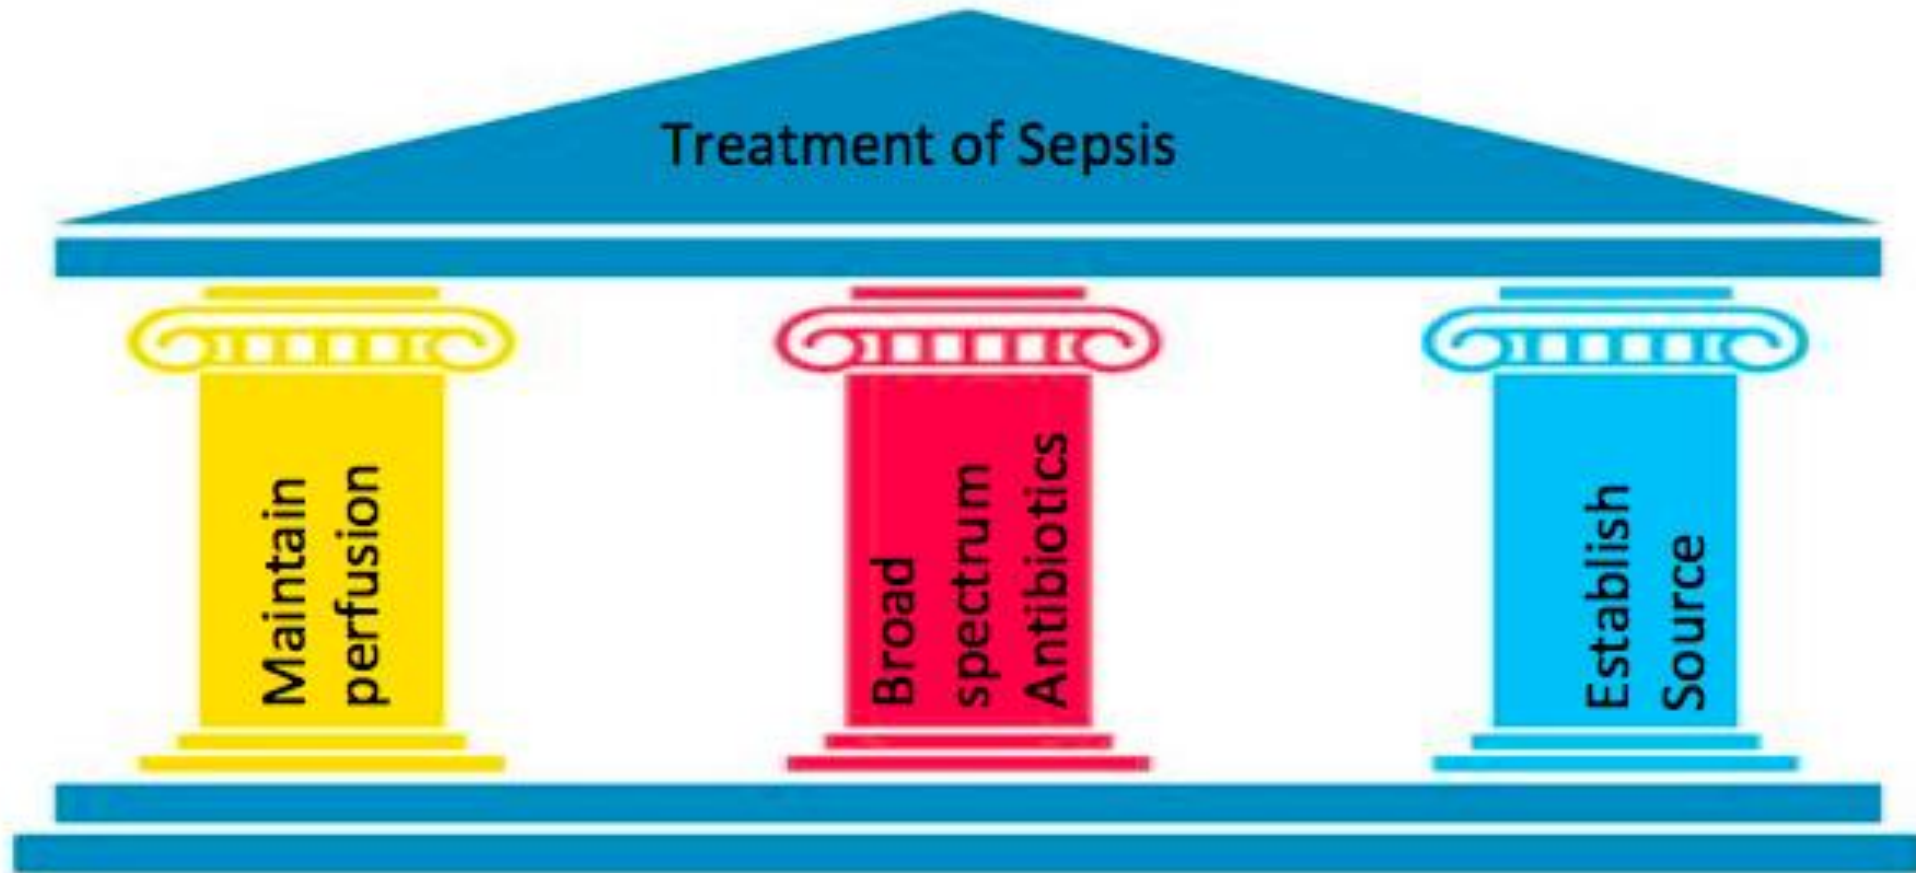 Treatment of Sepsis
Maintain
perfusion
Broad
spectrum
Antibiotics
Establish
Source